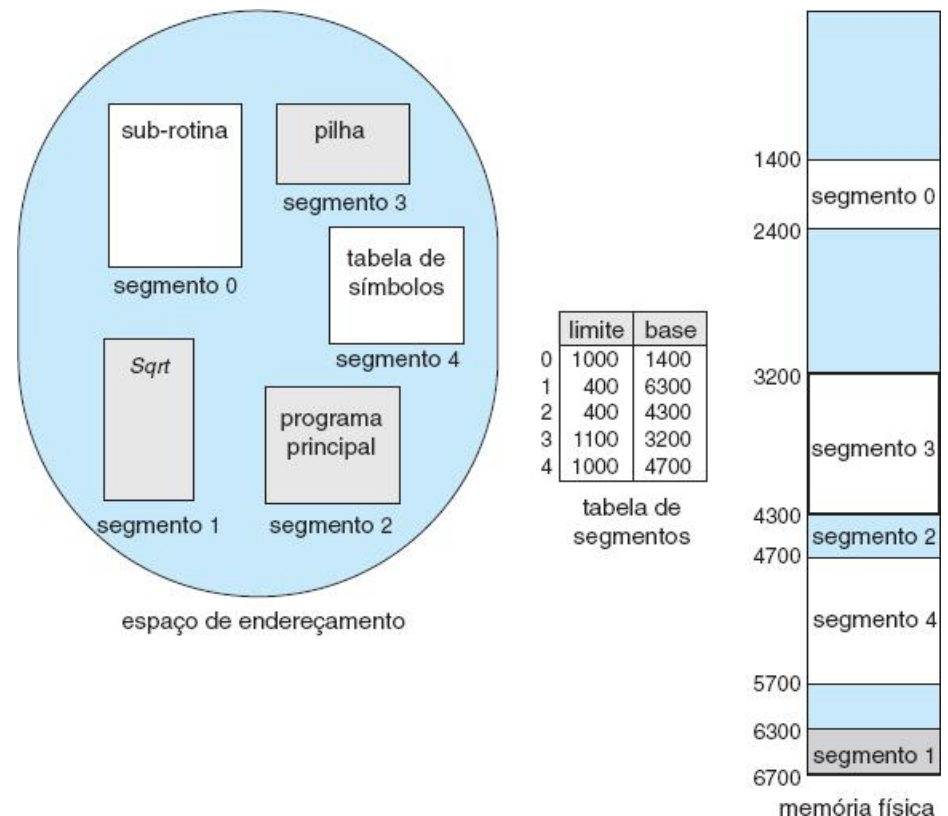 sub-rotina
segmento 0
pilha
segmento 3
tabela de
símbolos
segmento 4
Sqrt
segmento 1
programa
principal
segmento 2
espaço de endereçamento
limite base
0 1000 1400
1 400 6300
2 400 4300
3 1100 3200
4 1000 4700
tabela de
segmentos
1400
segmento 0
2400
3200
segmento 3
4300
segmento 2
4700
segmento 4
5700
6300
segmento 1
6700
memória física